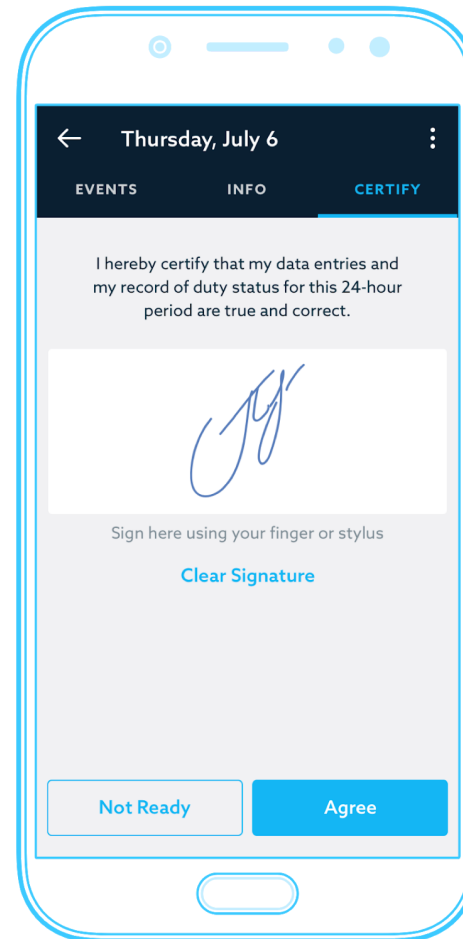 Thursday, July 6
EVENTS INFO CERTIFY
I hereby certify that my data entries and
my record of duty status for this 24-hour
period are true and correct.
Sign here using your finger or stylus
Clear Signature
Not Ready Agree